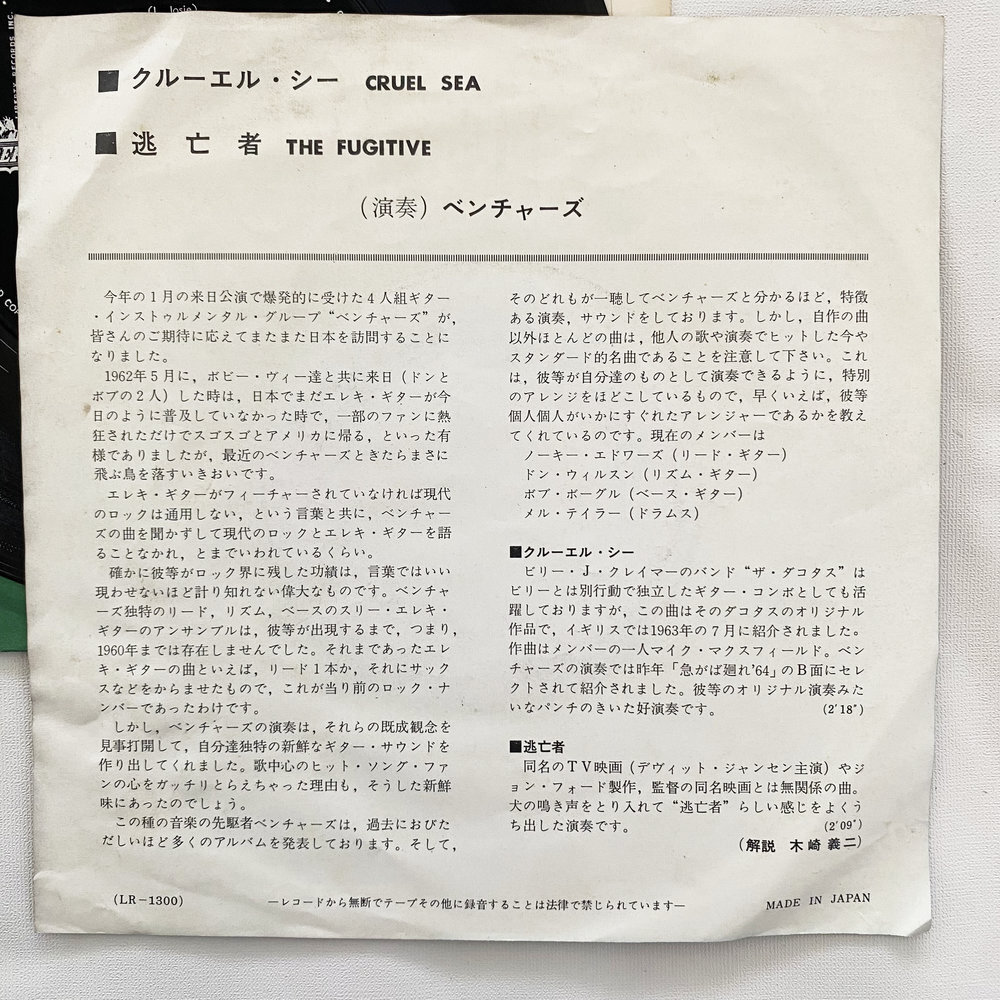 (L. Josie)
RECORDS INC.
■クルーエル・シー CRUEL SEA
■逃亡者 THE FUGITIVE
（演奏）ベンチャーズ
今年の1月の来日公演で爆発的に受けた4人組ギター
・インストゥルメンタル・グループ“ベンチャーズ”が，
皆さんのご期待に応えてまたまた日本を訪問することに
なりました。
1962年5月に，ボビー・ヴィー達と共に来日（ドンと
ボブの2人）した時は，日本でまだエレキ・ギターが今
日のように普及していなかった時で，一部のファンに熱
狂されただけでスゴスゴとアメリカに帰る，といった有
様でありましたが，最近のベンチャーズときたらまさに
飛ぶ鳥を落すいきおいです。
エレキ・ギターがフィーチャーされていなければ現代
のロックは通用しない，という言葉と共に，ベンチャー
ズの曲を聞かずして現代のロックとエレキ・ギターを語
ることなかれ，とまでいわれているくらい。
確かに彼等がロック界に残した功績は，言葉ではいい
現わせないほど計り知れない偉大なものです。ベンチャ
ーズ独特のリード，リズム，ベースのスリー・エレキ・
ギターのアンサンブルは，彼等が出現するまで，つまり，
1960年までは存在しませんでした。それまであったエレ
キ・ギターの曲といえば，リード1本か，それにサック
スなどをからませたもので，これが当り前のロック・ナ
ンバーであったわけです。
しかし，ベンチャーズの演奏は，それらの既成観念を
見事打開して，自分達独特の新鮮なギター・サウンドを
作り出してくれました。歌中心のヒット・ソング・ファ
ンの心をガッチリとらえちゃった理由も，そうした新鮮
味にあったのでしょう。
この種の音楽の先駆者ベンチャーズは，過去におびた
だしいほど多くのアルバムを発表しております。そして，
そのどれもが一聴してベンチャーズと分かるほど，特徴
ある演奏，サウンドをしております。しかし，自作の曲
以外ほとんどの曲は，他人の歌や演奏でヒットした今や
スタンダード的名曲であることを注意して下さい。これ
は，彼等が自分達のものとして演奏できるように，特別
のアレンジをほどこしているもので，早くいえば，彼等
個人個人がいかにすぐれたアレンジャーであるかを教え
てくれているのです。現在のメンバーは
ノーキー・エドワーズ（リード・ギター）
ドン・ウィルスン（リズム・ギター）
ボブ・ボーグル（ベース・ギター）
メル・テイラー（ドラムス）
■クルーエル・シー
ビリー・J・クレイマーのバンド“ザ・ダコタス”は
ビリーとは別行動で独立したギター・コンボとしても活
躍しておりますが，この曲はそのダコタスのオリジナル
作品で，イギリスでは1963年の7月に紹介されました。
作曲はメンバーの一人マイク・マクスフィールド。ベン
チャーズの演奏では昨年「急がば廻れ'64」のB面にセレ
クトされて紹介されました。彼等のオリジナル演奏みた
いなパンチのきいた好演奏です。 (2′18″)
■逃亡者
同名のTV映画（デヴィット・ジャンセン主演）やジ
ョン・フォード製作，監督の同名映画とは無関係の曲。
犬の鳴き声をとり入れて“逃亡者”らしい感じをよくう
ち出した演奏です。 (2′09″)
（解説 木崎義二）
(LR-1300)
―レコードから無断でテープその他に録音することは法律で禁じられています―
MADE IN JAPAN